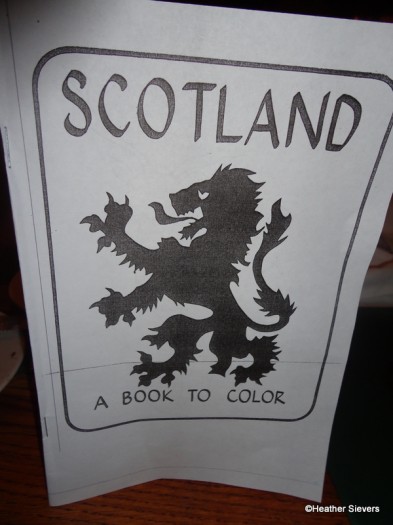 SCOTLAND
A BOOK TO COLOR
©Heather Sievers